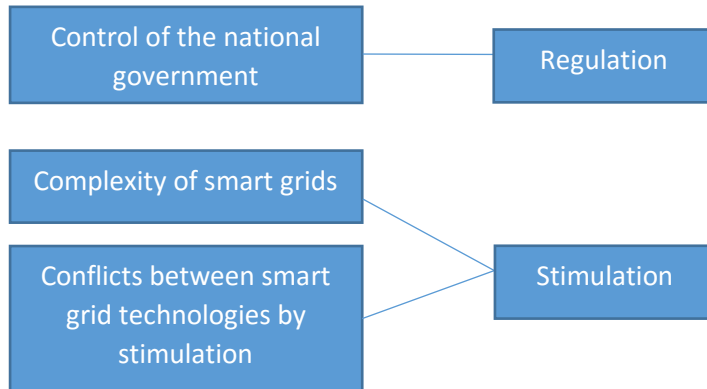 Control of the national
government
Regulation
Complexity of smart grids
Conflicts between smart
grid technologies by
stimulation
Stimulation